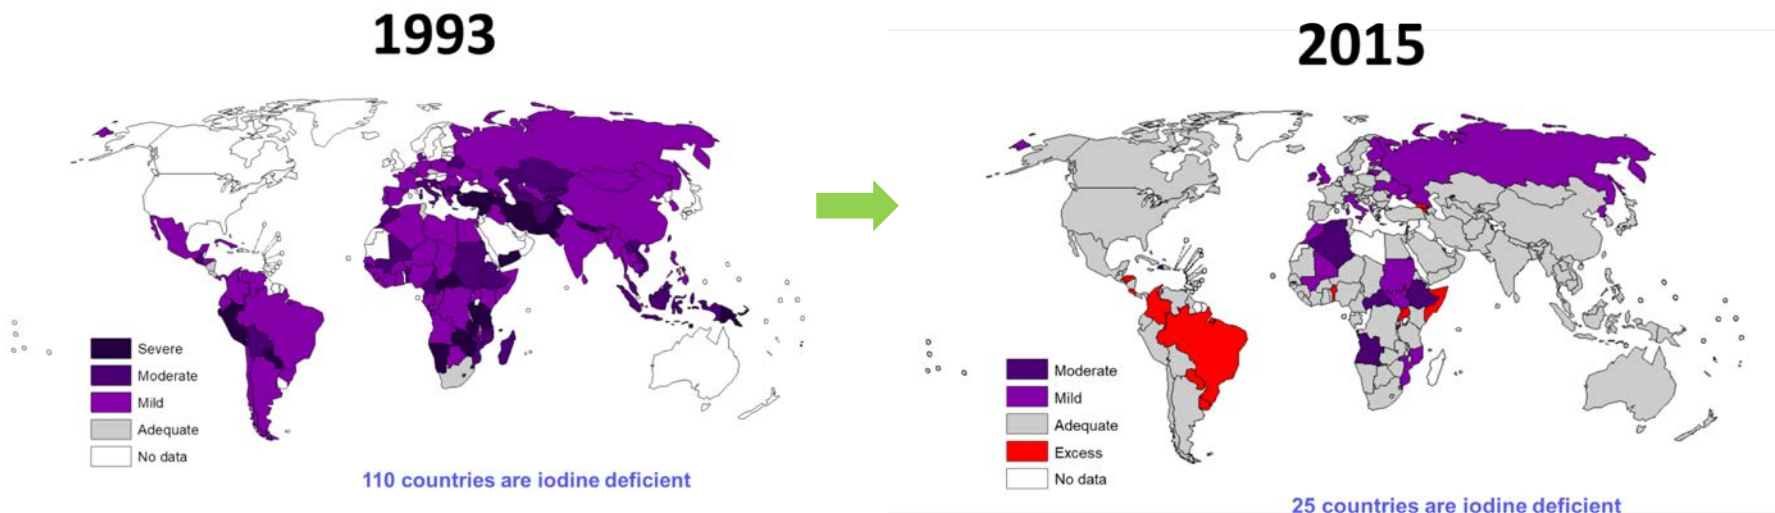 1993
Severe
Moderate
Mild
Adequate
No data
110 countries are iodine deficient
2015
Moderate
Mild
Adequate
Excess
No data
25 countries are iodine deficient